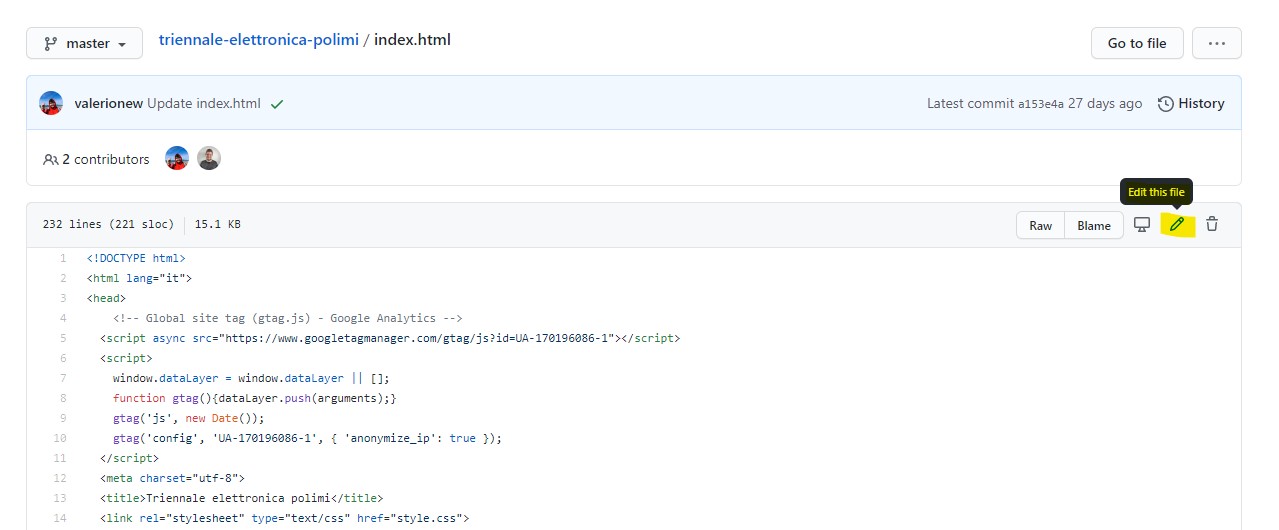 master triennale-elettronica-polimi / index.html Go to file ...
valerionew Update index.html Latest commit a153e4a 27 days ago History
2 contributors
Edit this file
232 lines (221 sloc) 15.1 KB Raw Blame
1 <!DOCTYPE html>
2 <html lang="it">
3 <head>
4 <!-- Global site tag (gtag.js) - Google Analytics -->
5 <script async src="https://www.googletagmanager.com/gtag/js?id=UA-170196086-1"></script>
6 <script>
7 window.dataLayer = window.dataLayer || [];
8 function gtag(){dataLayer.push(arguments);}
9 gtag('js', new Date());
10 gtag('config', 'UA-170196086-1', { 'anonymize_ip': true });
11 </script>
12 <meta charset="utf-8">
13 <title>Triennale elettronica polimi</title>
14 <link rel="stylesheet" type="text/css" href="style.css">